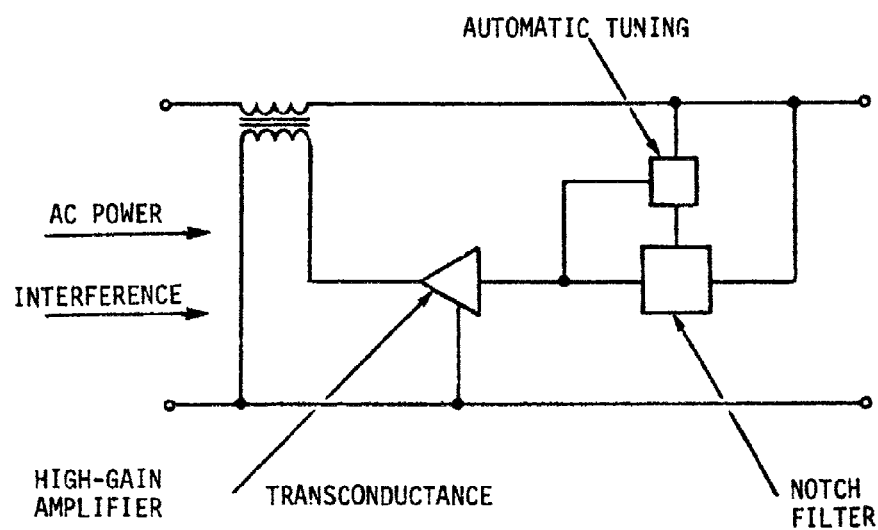 AUTOMATIC TUNING
AC POWER
INTERFERENCE
HIGH-GAIN
AMPLIFIER
TRANSCONDUCTANCE
NOTCH
FILTER